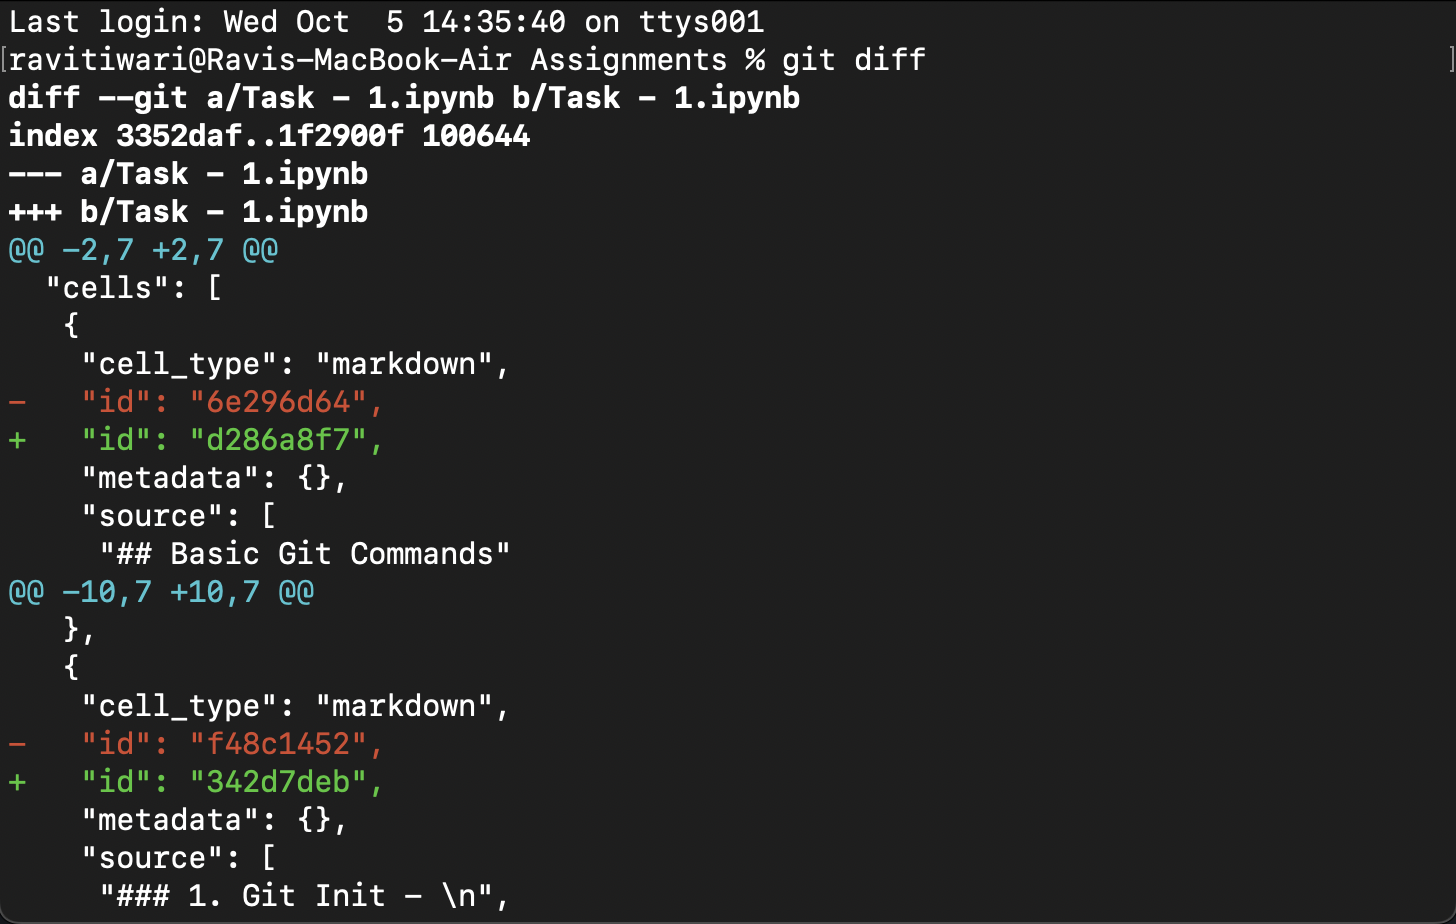 Last login: Wed Oct  5 14:35:40 on ttys001
[ravitiwari@Ravis-MacBook-Air Assignments % git diff ]
diff --git a/Task - 1.ipynb b/Task - 1.ipynb
index 3352daf..1f2900f 100644
--- a/Task - 1.ipynb
+++ b/Task - 1.ipynb
@@ -2,7 +2,7 @@
  "cells": [
   {
    "cell_type": "markdown",
-   "id": "6e296d64",
+   "id": "d286a8f7",
    "metadata": {},
    "source": [
     "## Basic Git Commands"
@@ -10,7 +10,7 @@
   },
   {
    "cell_type": "markdown",
-   "id": "f48c1452",
+   "id": "342d7deb",
    "metadata": {},
    "source": [
     "### 1. Git Init - \n",